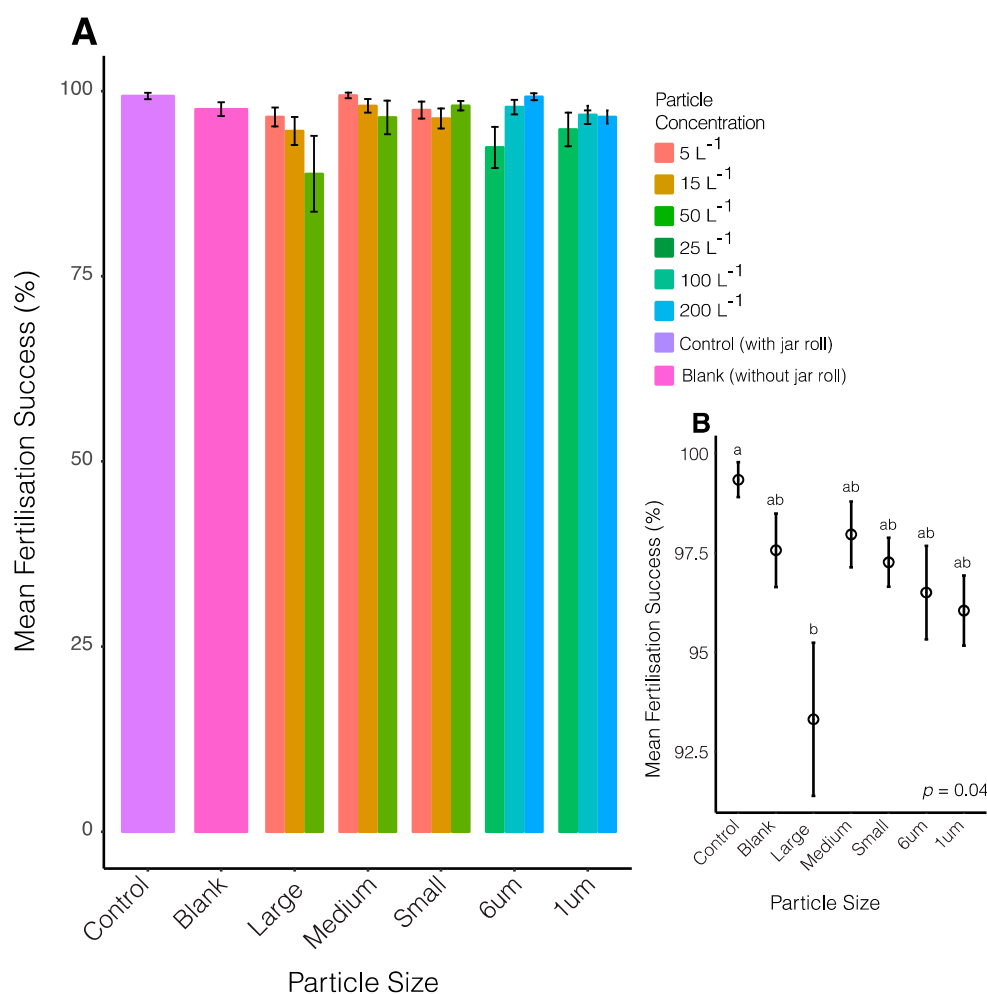 A
Mean Fertilisation Success (%)
100
75
50
25
0
Control
Blank
Large
Medium
Small
6um
1um
Particle Size
Particle
Concentration
5 L-1
15 L-1
50 L-1
25 L-1
100 L-1
200 L-1
Control (with jar roll)
Blank (without jar roll)
B
Mean Fertilisation Success (%)
100
97.5
95
92.5
a
ab
b
ab
ab
ab
ab
p = 0.04
Control
Blank
Large
Medium
Small
6um
1um
Particle Size